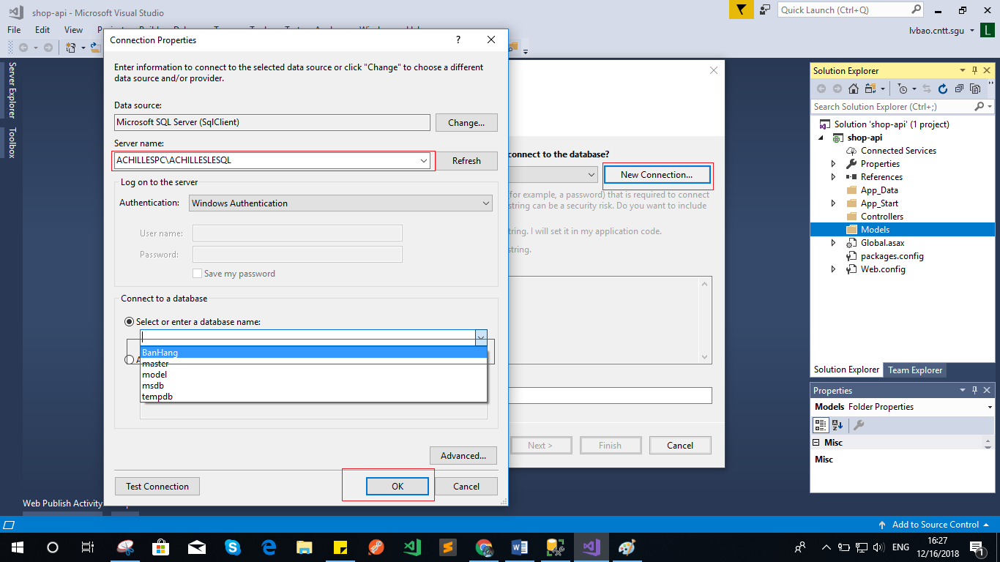 shop-api - Microsoft Visual Studio
Quick Launch (Ctrl+Q)
File Edit View
lvbao.cntt.sgu
L
Server Explorer
Toolbox
Connection Properties
?
Enter information to connect to the selected data source or click "Change" to choose a different
data source and/or provider.
Data source:
Microsoft SQL Server (SqlClient)
Change...
Server name:
ACHILLESPC\ACHILLESLESQL
Refresh
Log on to the server
Authentication:
Windows Authentication
User name:
Password:
Save my password
Connect to a database
Select or enter a database name:
BanHang
master
model
msdb
tempdb
Advanced...
Test Connection
OK
Cancel
connect to the database?
New Connection...
(for example, a password) that is required to connect
string can be a security risk. Do you want to include
tring. I will set it in my application code.
string.
Next >
Finish
Cancel
Solution Explorer
Search Solution Explorer (Ctrl+;)
Solution 'shop-api' (1 project)
shop-api
Connected Services
Properties
References
App_Data
App_Start
Controllers
Models
Global.asax
packages.config
Web.config
Solution Explorer Team Explorer
Properties
Models Folder Properties
Misc
Misc
Web Publish Activity
Add to Source Control
ENG
16:27
12/16/2018
1